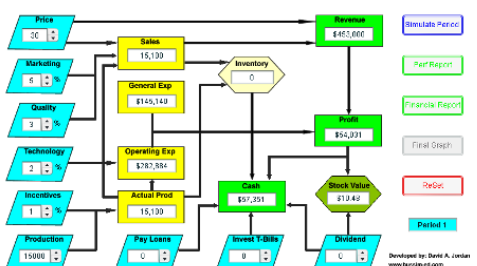 Price
30
Marketing
5 %
Quality
3 %
Technology
2 %
Incentives
1 %
Production
15000
Sales
15,100
General Exp
$145,140
Operating Exp
$282,884
Actual Prod
15,100
Pay Loans
0
Inventory
0
Cash
$57,351
Invest T-Bills
0
Revenue
$453,000
Profit
$54,031
Stock Value
$10.48
Dividend
0
Simulate Period
Perf Report
Financial Report
Final Graph
ReSet
Period 1
Developed by: David A. Jordan